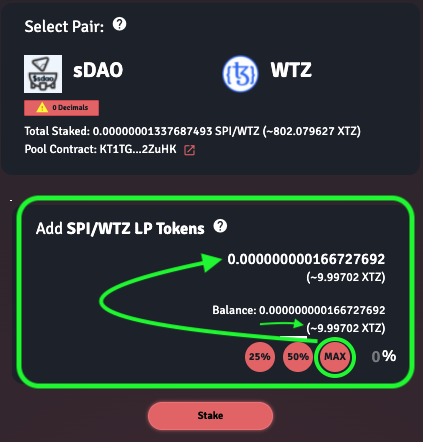 Select Pair: ?
$sdao
sDAO
WTZ
0 Decimals
Total Staked: 0.00000001337687493 SPI/WTZ (~802.079627 XTZ)
Pool Contract: KT1TG...2ZuHK
Add SPI/WTZ LP Tokens ?
0.000000000166727692
(~9.99702 XTZ)
Balance: 0.000000000166727692
(~9.99702 XTZ)
25% 50% MAX 0%
Stake